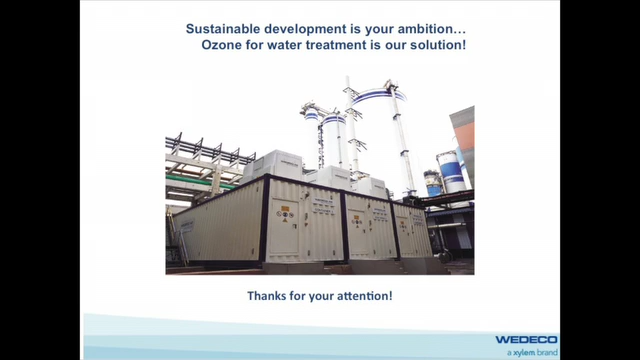 Sustainable development is your ambition…
Ozone for water treatment is our solution!
Thanks for your attention!
WEDECO
a xylem brand